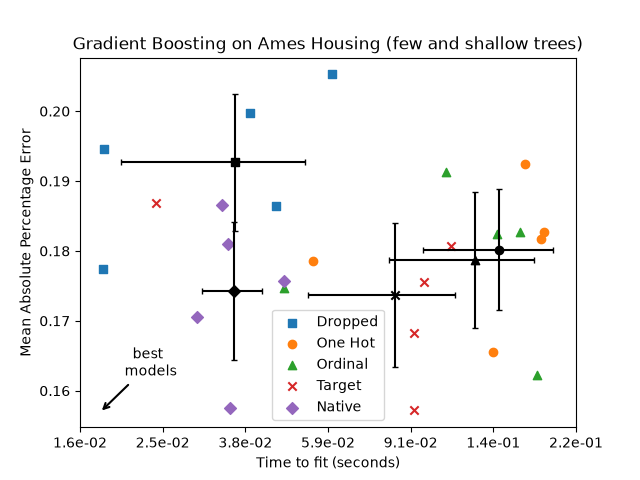 Gradient Boosting on Ames Housing (few and shallow trees)
Mean Absolute Percentage Error
0.20
0.19
0.18
0.17
0.16
best
models
Dropped
One Hot
Ordinal
Target
Native
1.6e-02 2.5e-02 3.8e-02 5.9e-02 9.1e-02 1.4e-01 2.2e-01
Time to fit (seconds)